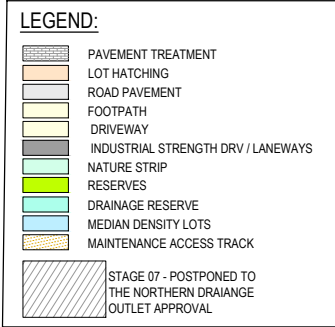 LEGEND:
PAVEMENT TREATMENT
LOT HATCHING
ROAD PAVEMENT
FOOTPATH
DRIVEWAY
INDUSTRIAL STRENGTH DRV / LANEWAYS
NATURE STRIP
RESERVES
DRAINAGE RESERVE
MEDIAN DENSITY LOTS
MAINTENANCE ACCESS TRACK
STAGE 07 - POSTPONED TO
THE NORTHERN DRAIANGE
OUTLET APPROVAL